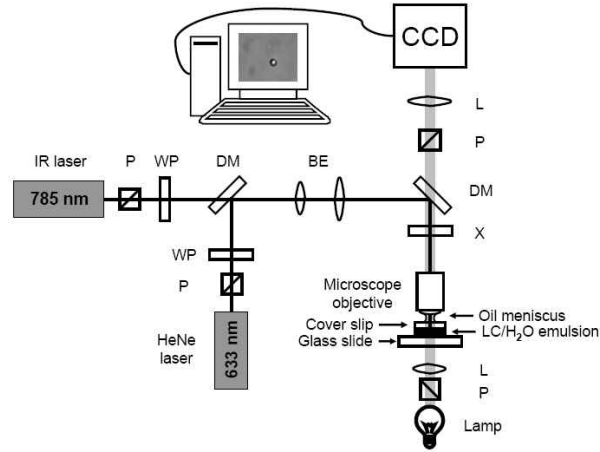 CCD
L
P
IR laser
P
WP
DM
BE
DM
785 nm
X
WP
Microscope
objective
P
Oil meniscus
Cover slip
LC/H₂O emulsion
Glass slide
HeNe
laser
633 nm
L
P
Lamp